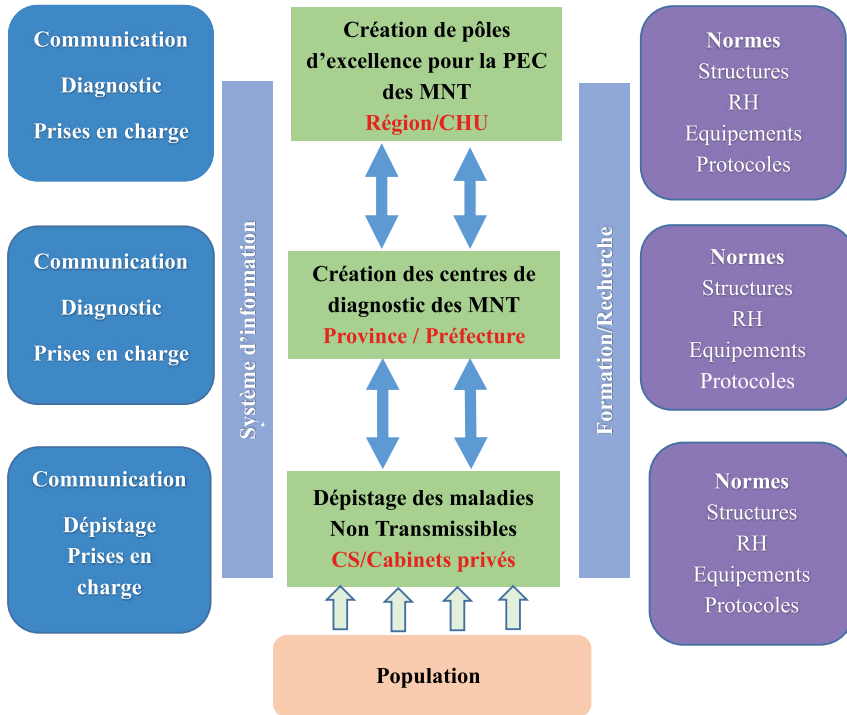 Communication
Diagnostic
Prises en charge
Création de pôles
d’excellence pour la PEC
des MNT
Région/CHU
Normes
Structures
RH
Equipements
Protocoles
Système d’information
Formation/Recherche
Communication
Diagnostic
Prises en charge
Création des centres de
diagnostic des MNT
Province / Préfecture
Normes
Structures
RH
Equipements
Protocoles
Communication
Dépistage
Prises en
charge
Dépistage des maladies
Non Transmissibles
CS/Cabinets privés
Normes
Structures
RH
Equipements
Protocoles
Population